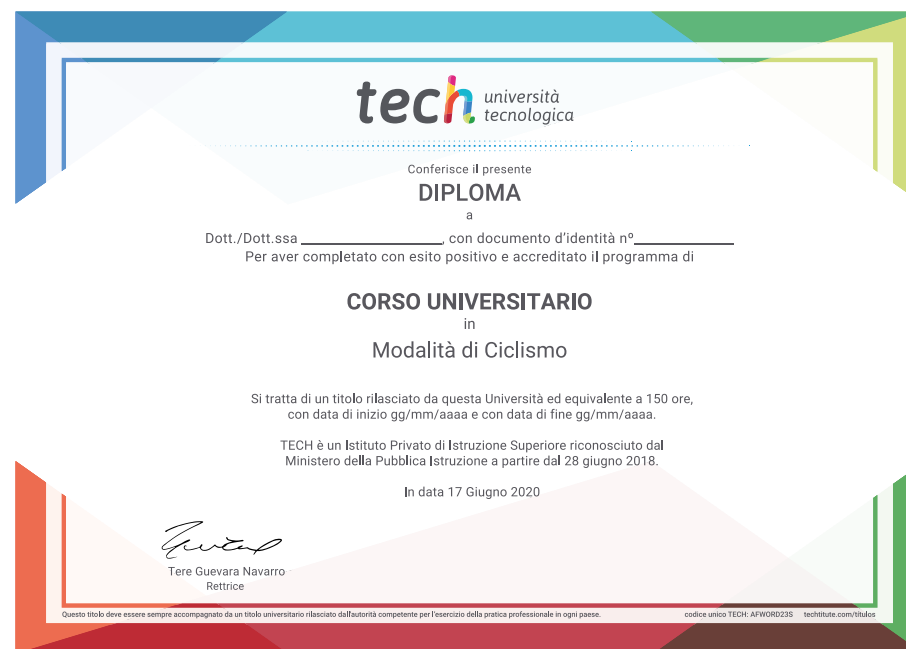 tech università
tecnologica
Conferisce il presente
DIPLOMA
a
Dott./Dott.ssa ____________________, con documento d'identità nº______________
Per aver completato con esito positivo e accreditato il programma di
CORSO UNIVERSITARIO
in
Modalità di Ciclismo
Si tratta di un titolo rilasciato da questa Università ed equivalente a 150 ore,
con data di inizio gg/mm/aaaa e con data di fine gg/mm/aaaa.
TECH è un Istituto Privato di Istruzione Superiore riconosciuto dal
Ministero della Pubblica Istruzione a partire dal 28 giugno 2018.
In data 17 Giugno 2020
Tere Guevara Navarro
Rettrice
Questo titolo deve essere sempre accompagnato da un titolo universitario rilasciato dall'autorità competente per l'esercizio della pratica professionale in ogni paese. codice unico TECH: AFWORD23S techtitute.com/titulos